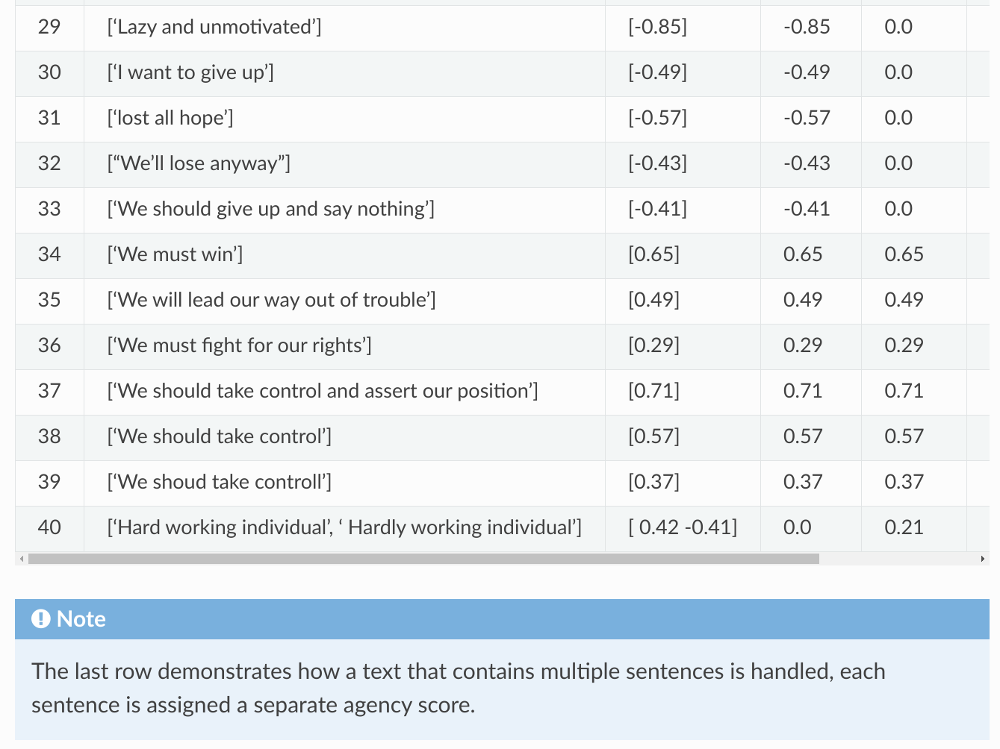 29 [‘Lazy and unmotivated’] [-0.85] -0.85 0.0
30 [‘I want to give up’] [-0.49] -0.49 0.0
31 [‘lost all hope’] [-0.57] -0.57 0.0
32 [“We’ll lose anyway”] [-0.43] -0.43 0.0
33 [‘We should give up and say nothing’] [-0.41] -0.41 0.0
34 [‘We must win’] [0.65] 0.65 0.65
35 [‘We will lead our way out of trouble’] [0.49] 0.49 0.49
36 [‘We must fight for our rights’] [0.29] 0.29 0.29
37 [‘We should take control and assert our position’] [0.71] 0.71 0.71
38 [‘We should take control’] [0.57] 0.57 0.57
39 [‘We shoud take controll’] [0.37] 0.37 0.37
40 [‘Hard working individual’, ‘ Hardly working individual’] [ 0.42 -0.41] 0.0 0.21
Note
The last row demonstrates how a text that contains multiple sentences is handled, each
sentence is assigned a separate agency score.